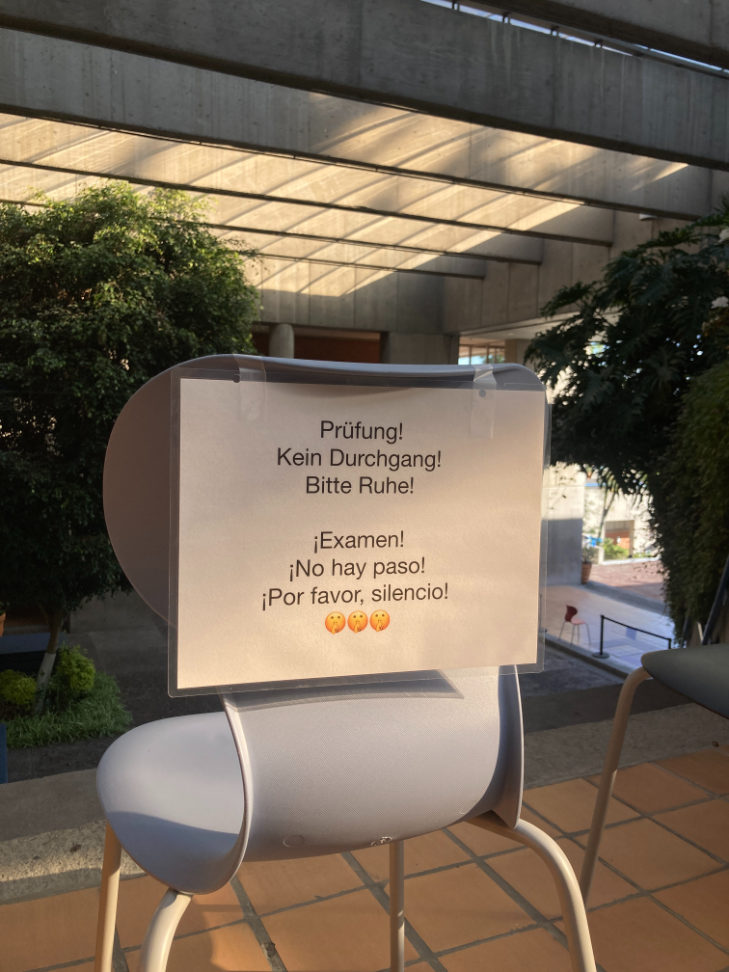 Prüfung!
Kein Durchgang!
Bitte Ruhe!
¡Examen!
¡No hay paso!
¡Por favor, silencio!
🤫🤫🤫